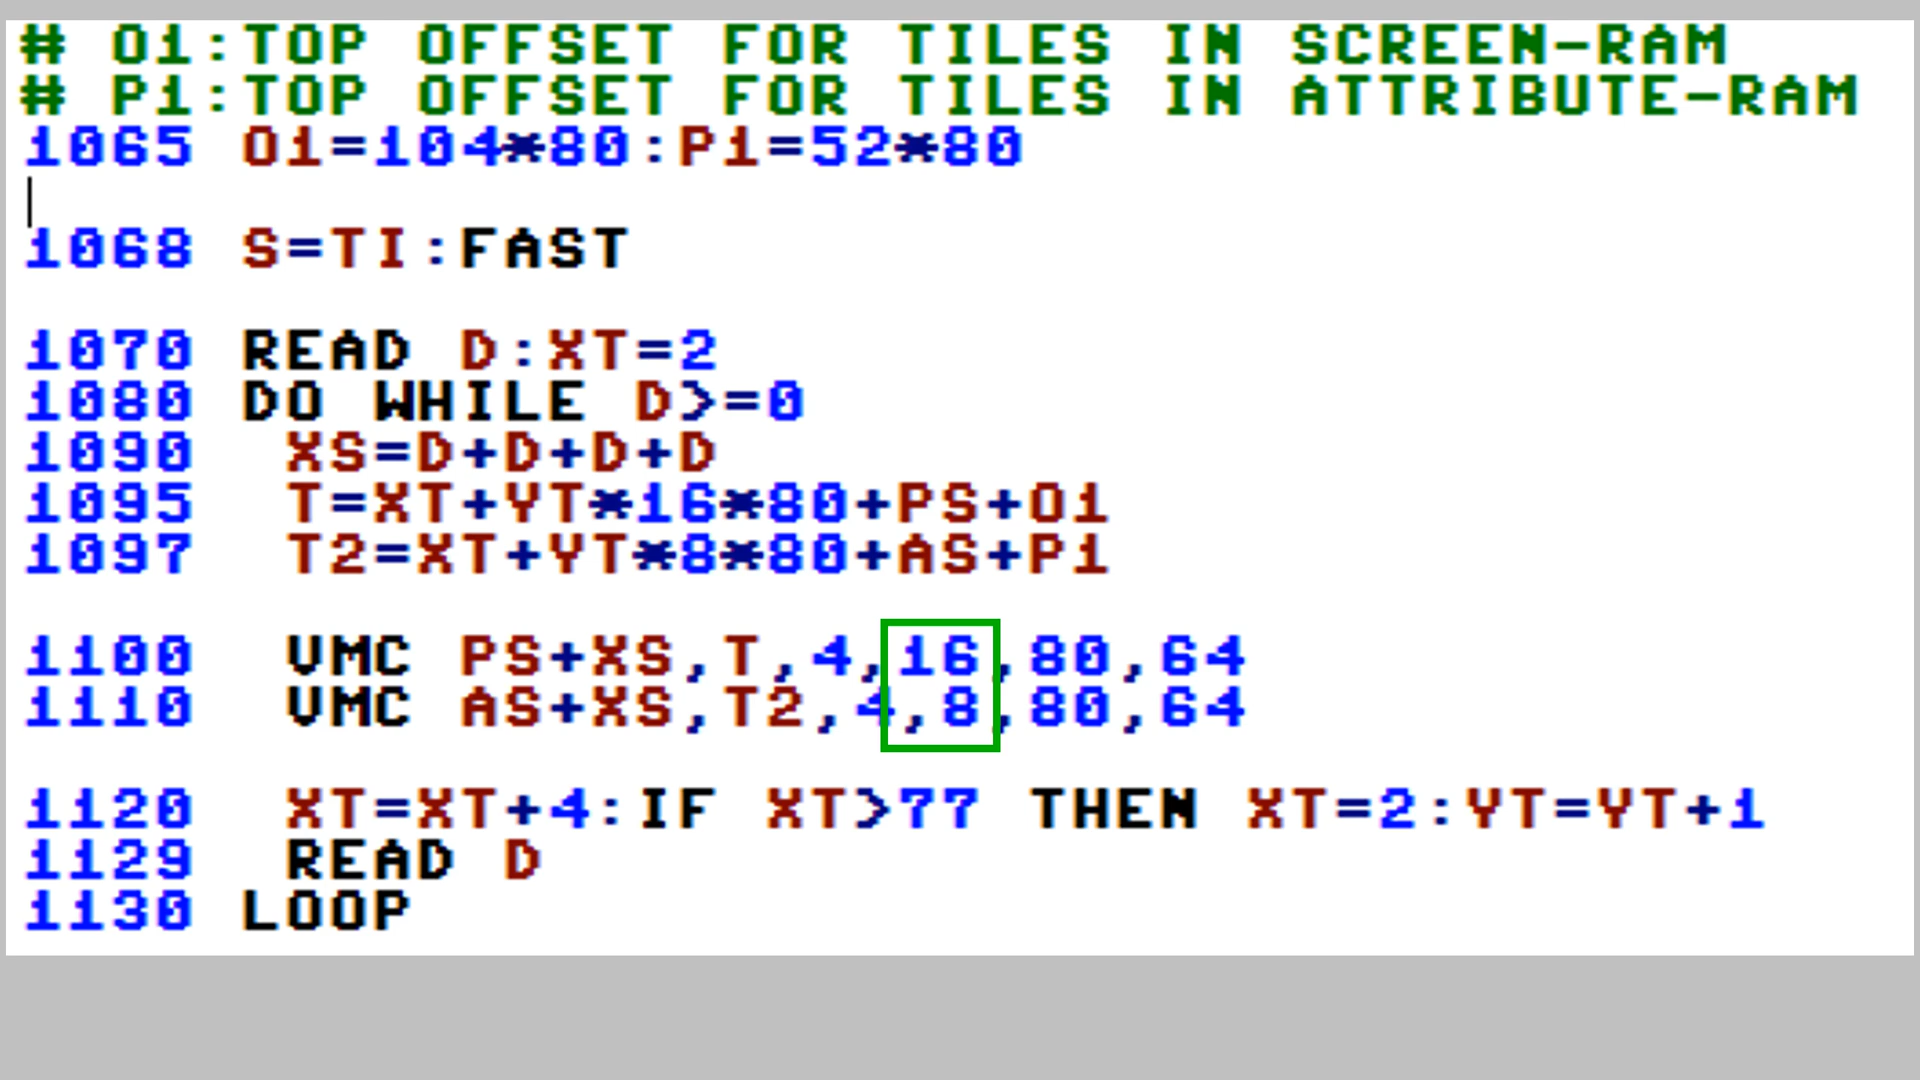 # O1:TOP OFFSET FOR TILES IN SCREEN-RAM
# P1:TOP OFFSET FOR TILES IN ATTRIBUTE-RAM
1065 O1=104*80:P1=52*80
1068 S=TI:FAST
1070 READ D:XT=2
1080 DO WHILE D>=0
1090  XS=D+D+D+D
1095  T=XT+YT*16*80+PS+O1
1097  T2=XT+YT*8*80+AS+P1
1100  VMC PS+XS,T,4,16,80,64
1110  VMC AS+XS,T2,4,8,80,64
1120  XT=XT+4:IF XT>77 THEN XT=2:YT=YT+1
1129  READ D
1130 LOOP